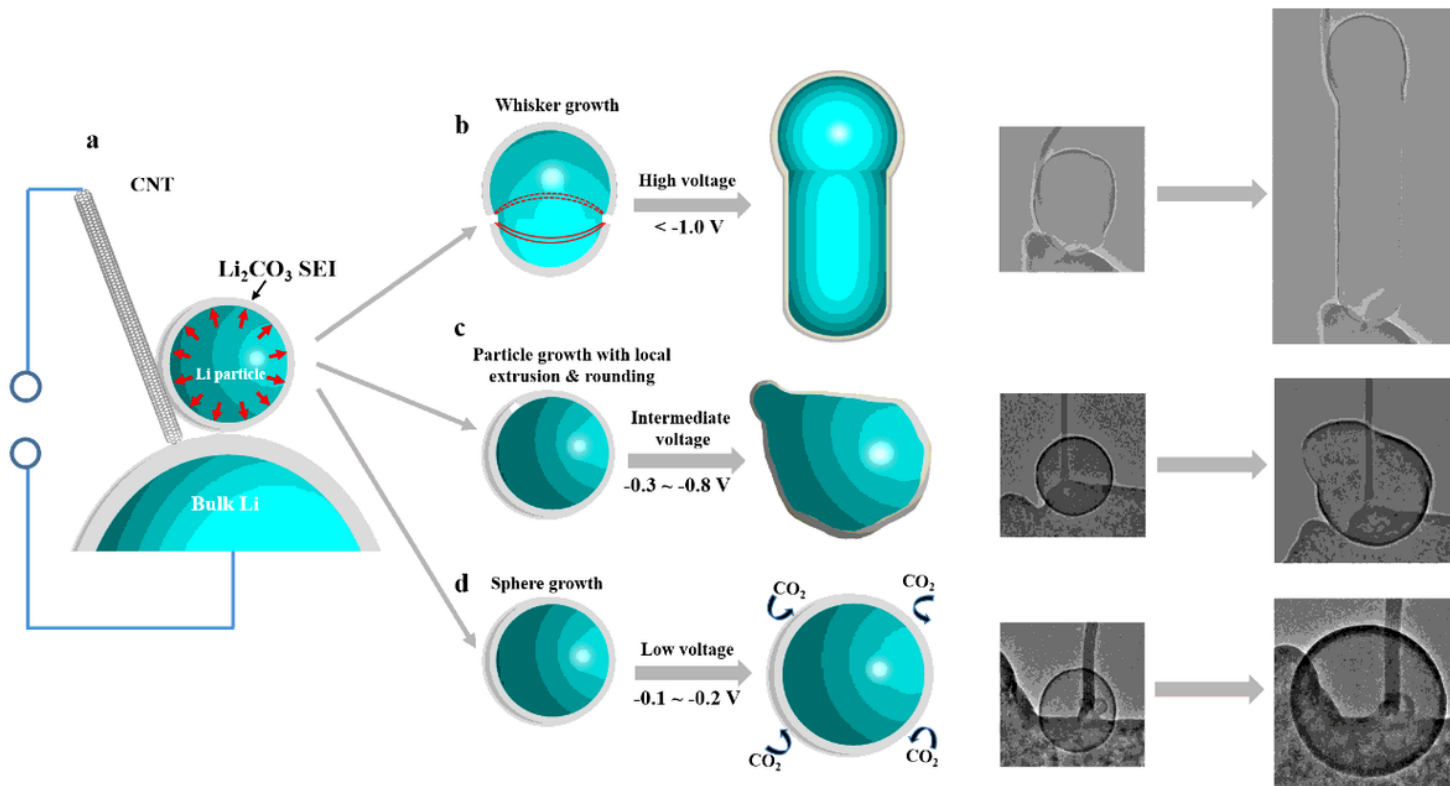 a
CNT
Li₂CO₃ SEI
Li particle
Bulk Li
b
Whisker growth
High voltage
< -1.0 V
c
Particle growth with local
extrusion & rounding
Intermediate
voltage
-0.3 ~ -0.8 V
d
Sphere growth
Low voltage
-0.1 ~ -0.2 V
CO₂
CO₂
CO₂
CO₂